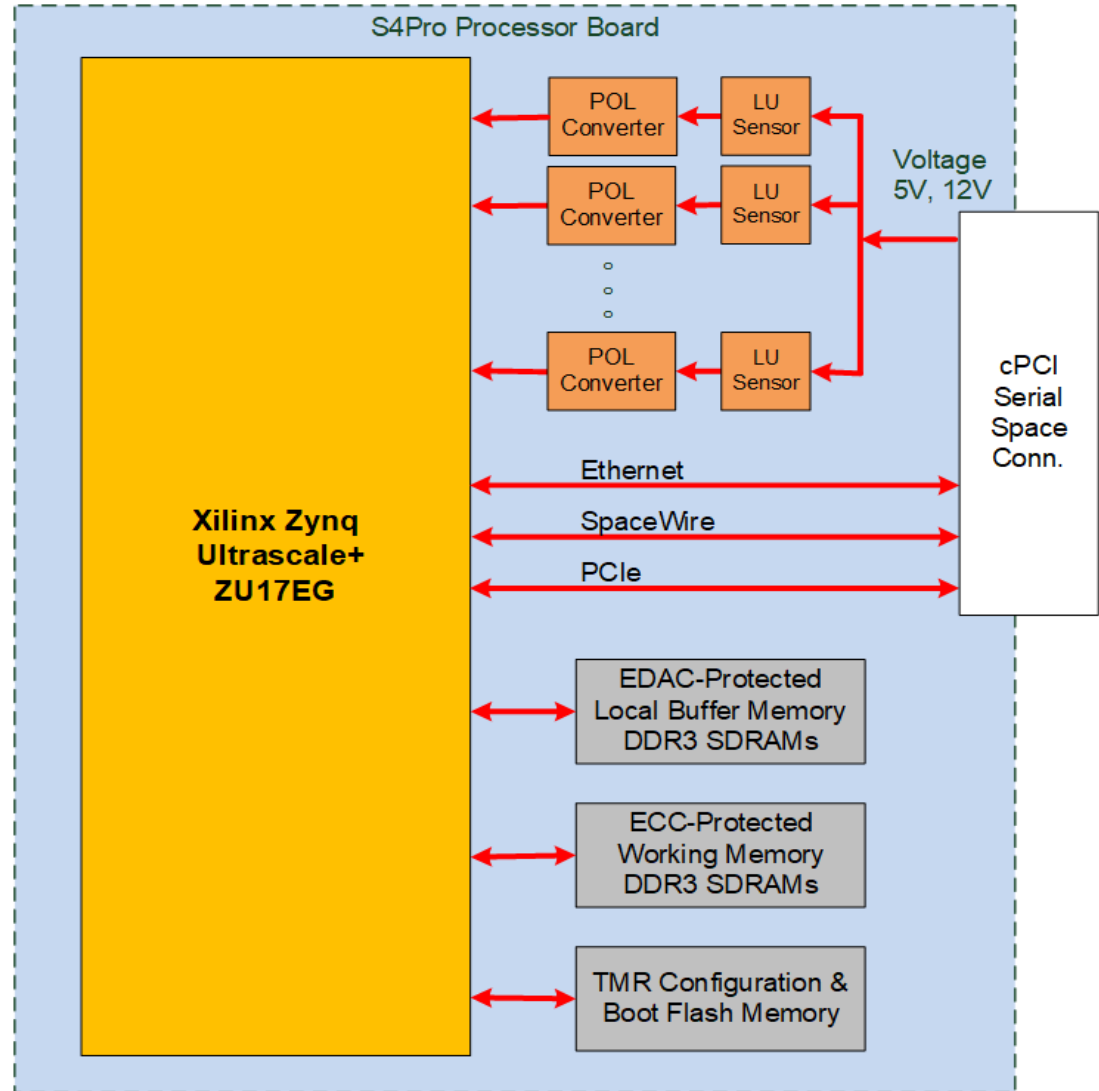 S4Pro Processor Board
POL
Converter
LU
Sensor
Voltage
5V, 12V
POL
Converter
LU
Sensor
POL
Converter
LU
Sensor
cPCI
Serial
Space
Conn.
Ethernet
SpaceWire
PCIe
Xilinx Zynq
Ultrascale+
ZU17EG
EDAC-Protected
Local Buffer Memory
DDR3 SDRAMs
ECC-Protected
Working Memory
DDR3 SDRAMs
TMR Configuration &
Boot Flash Memory